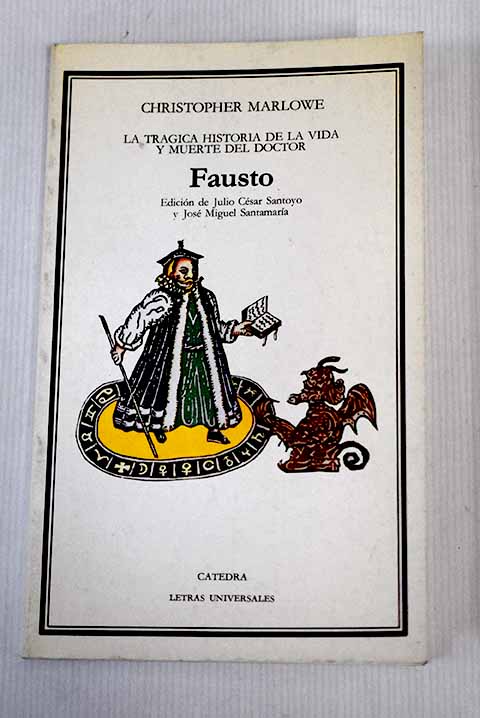 CHRISTOPHER MARLOWE
LA TRAGICA HISTORIA DE LA VIDA
Y MUERTE DEL DOCTOR
Fausto
Edición de Julio César Santoyo
y José Miguel Santamaría
CATEDRA
LETRAS UNIVERSALES